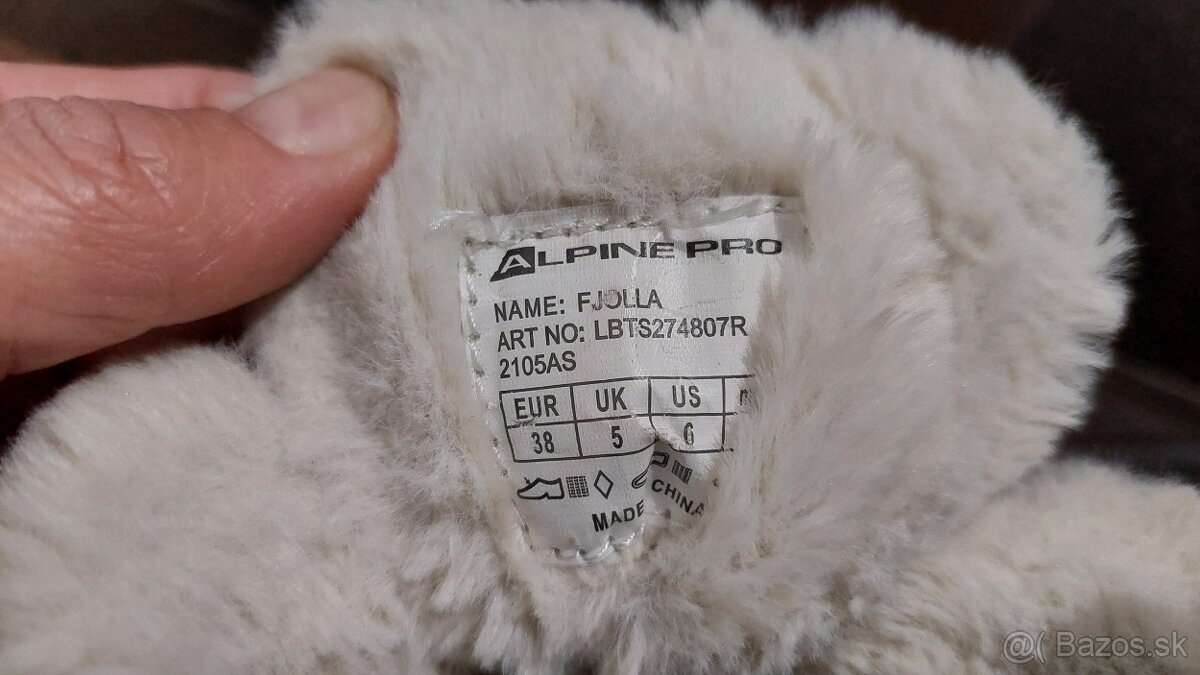 ALPINE PRO
NAME: FJOLLA
ART NO: LBTS274807R
2105AS
EUR UK US
38 5 6
MADE CHINA
@( Bazos.sk